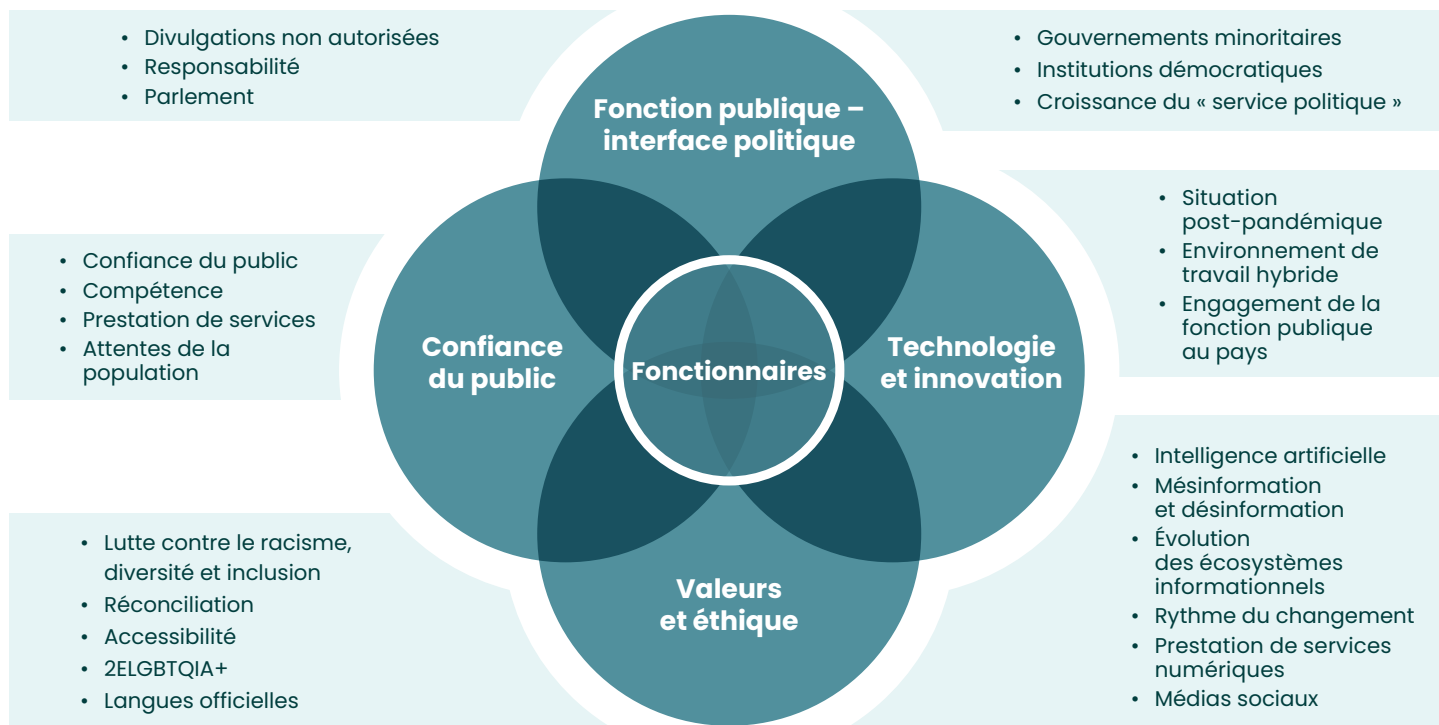 • Divulgations non autorisées
• Responsabilité
• Parlement
• Gouvernements minoritaires
• Institutions démocratiques
• Croissance du « service politique »
Fonction publique –
interface politique
• Confiance du public
• Compétence
• Prestation de services
• Attentes de la
population
• Situation
post-pandémique
• Environnement de
travail hybride
• Engagement de la
fonction publique
au pays
Confiance
du public
Fonctionnaires
Technologie
et innovation
• Lutte contre le racisme,
diversité et inclusion
• Réconciliation
• Accessibilité
• 2ELGBTQIA+
• Langues officielles
Valeurs
et éthique
• Intelligence artificielle
• Mésinformation
et désinformation
• Évolution
des écosystèmes
informationnels
• Rythme du changement
• Prestation de services
numériques
• Médias sociaux